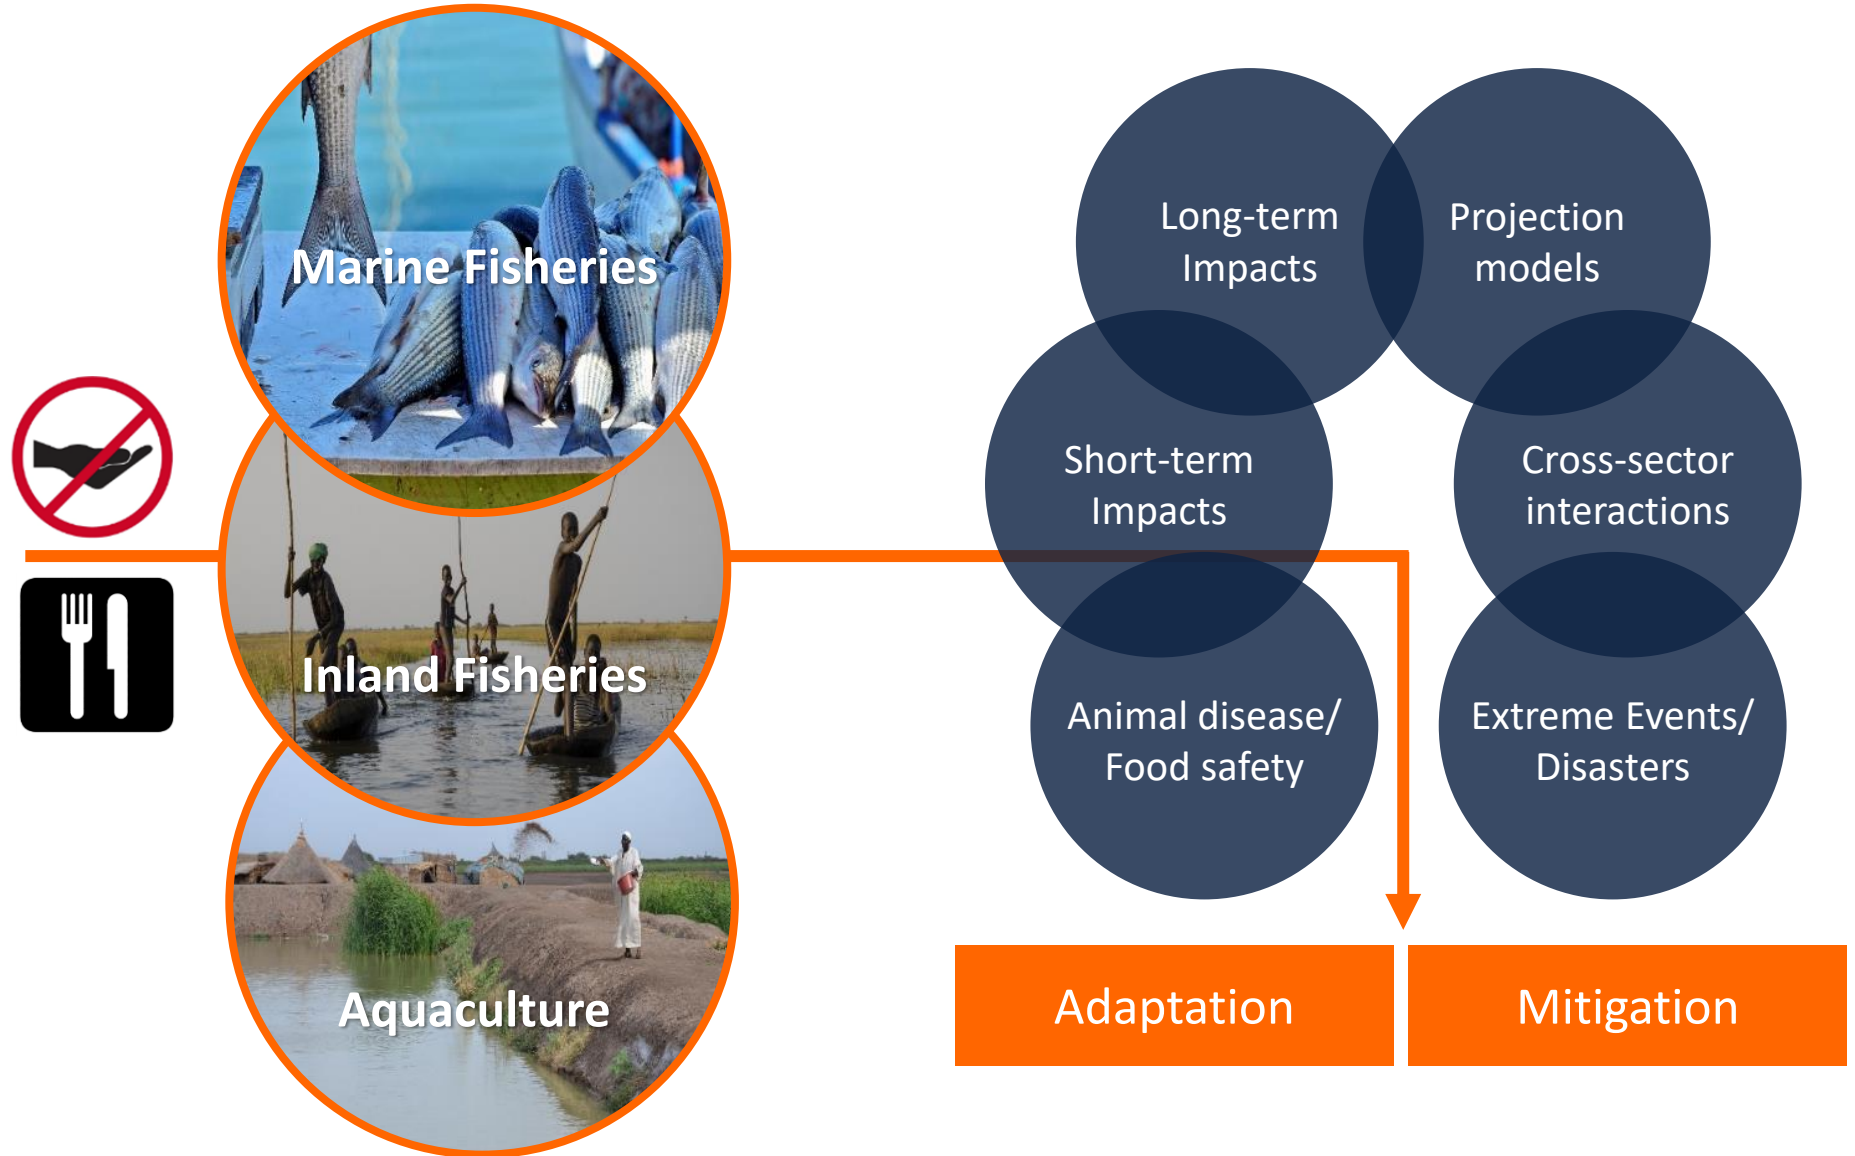 Marine Fisheries
Inland Fisheries
Aquaculture
Long-term
Impacts
Projection
models
Short-term
Impacts
Cross-sector
interactions
Animal disease/
Food safety
Extreme Events/
Disasters
Adaptation
Mitigation